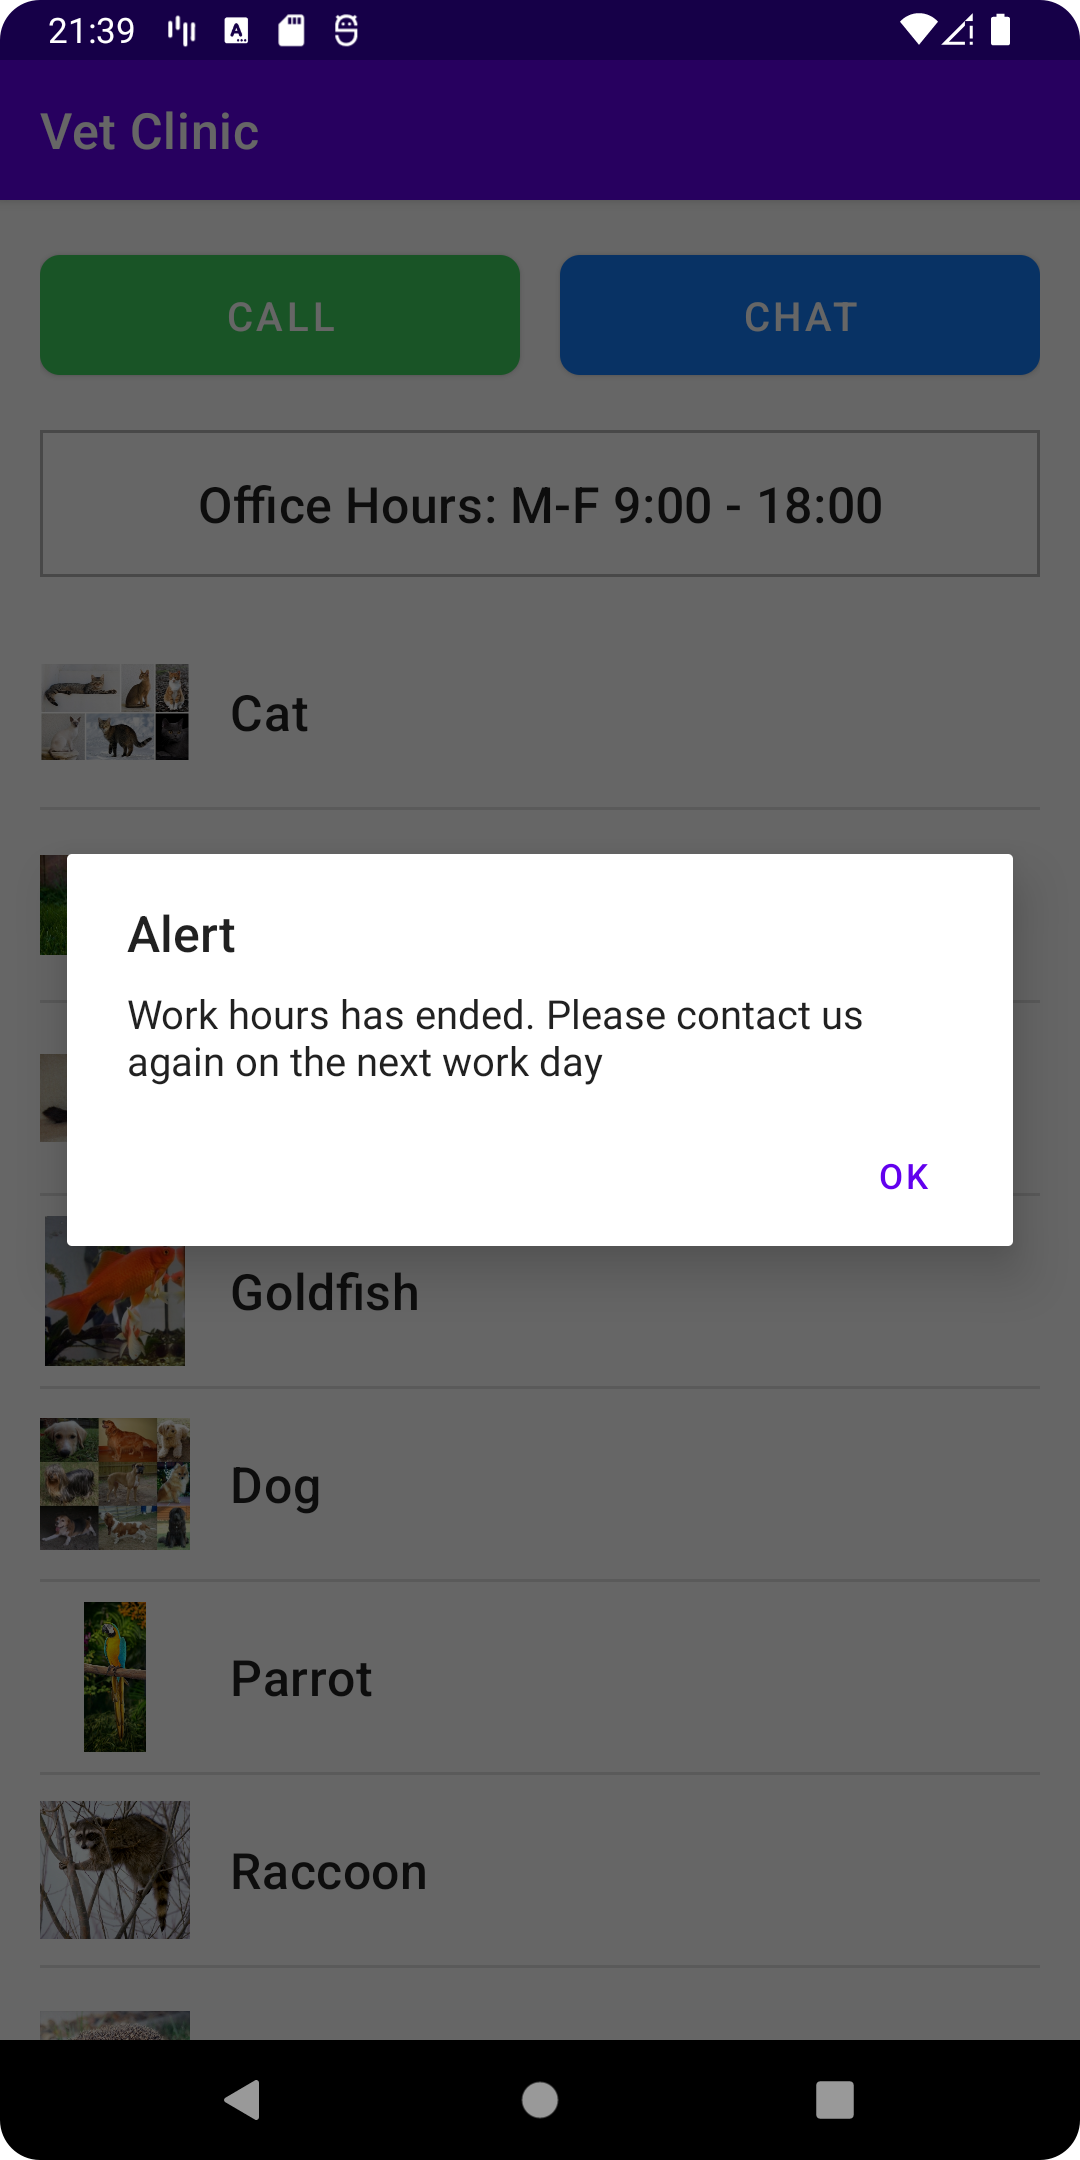 21:39
Vet Clinic
CALL
CHAT
Office Hours: M-F 9:00 - 18:00
Cat
Alert
Work hours has ended. Please contact us
again on the next work day
OK
Goldfish
Dog
Parrot
Raccoon